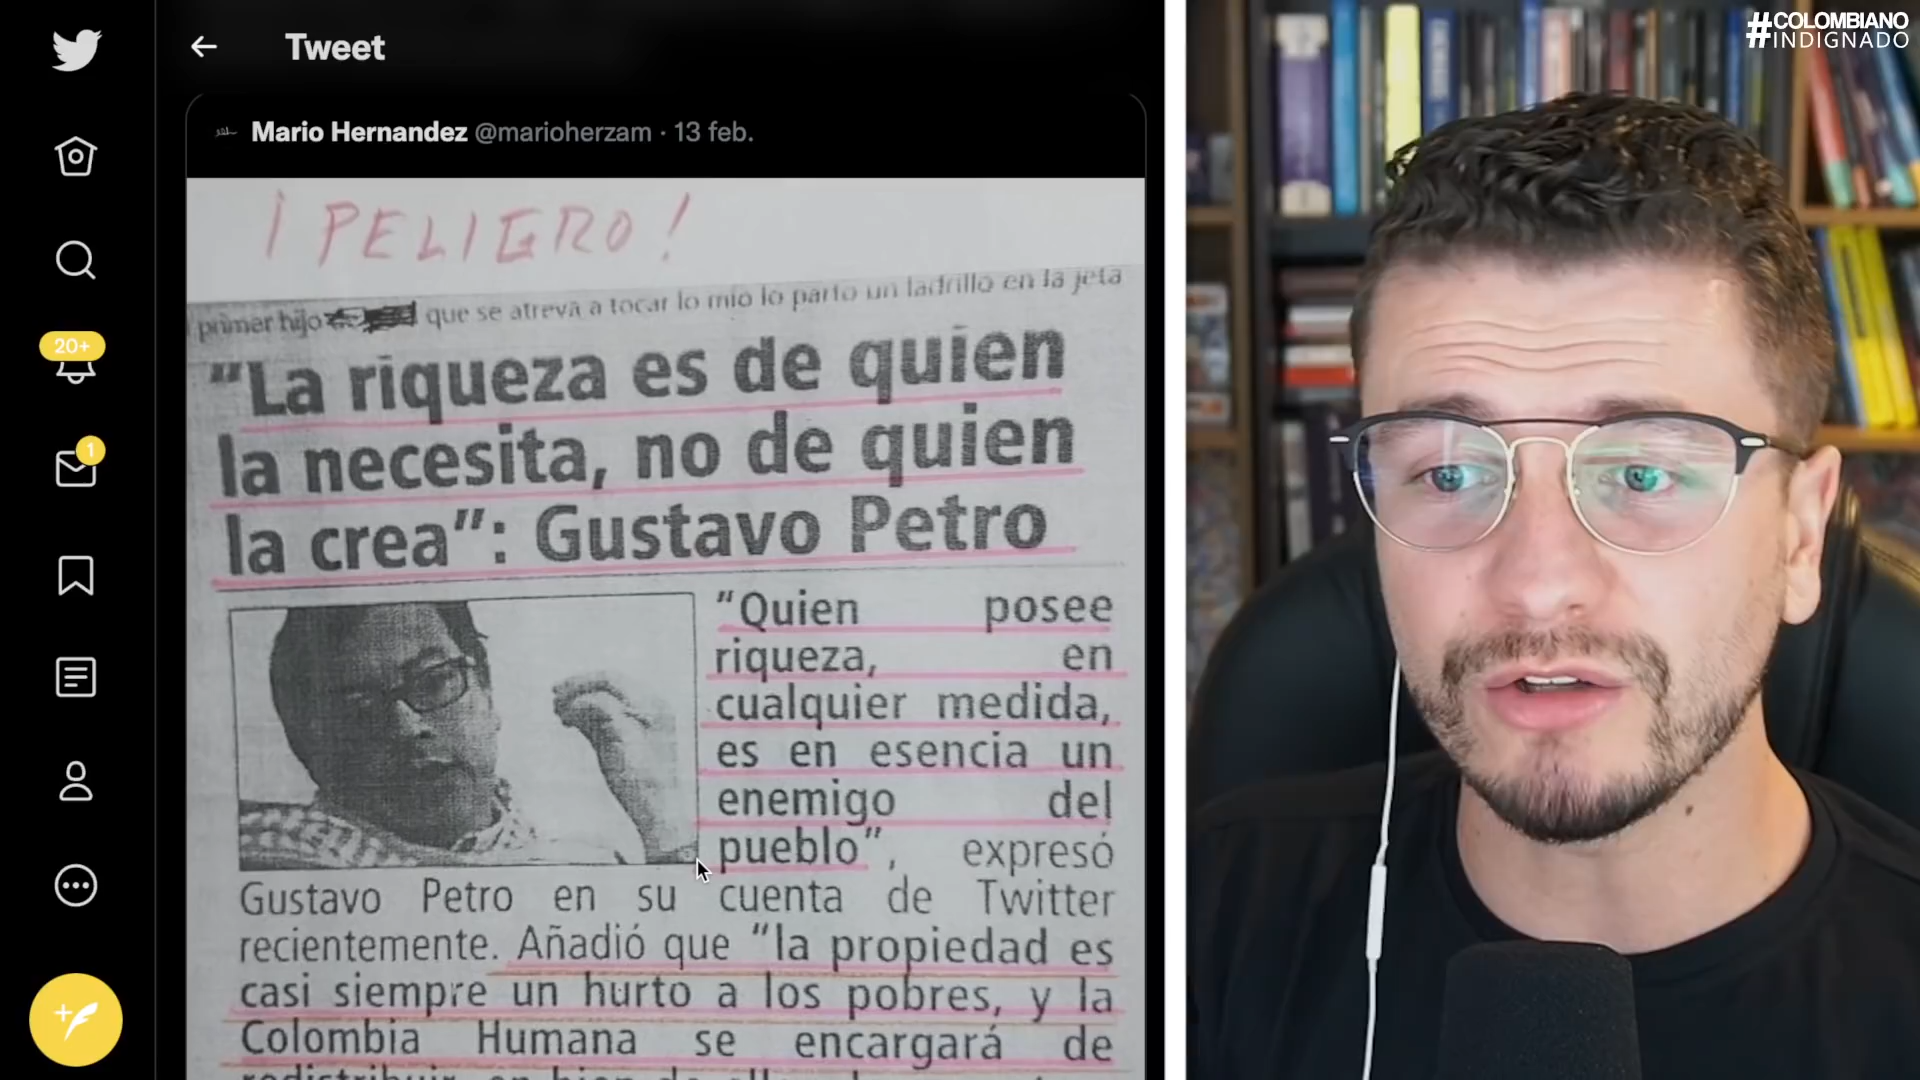 Tweet
Mario Hernandez @marioherzam · 13 feb.
¡ PELIGRO !
primer hijo que se atreva a tocar lo mío lo parto un ladrillo en la jeta
“La riqueza es de quien
la necesita, no de quien
la crea”: Gustavo Petro
“Quien posee
riqueza, en
cualquier medida,
es en esencia un
enemigo del
pueblo”, expresó
Gustavo Petro en su cuenta de Twitter
recientemente. Añadió que “la propiedad es
casi siempre un hurto a los pobres, y la
Colombia Humana se encargará de
20+
1
#COLOMBIANO
INDIGNADO